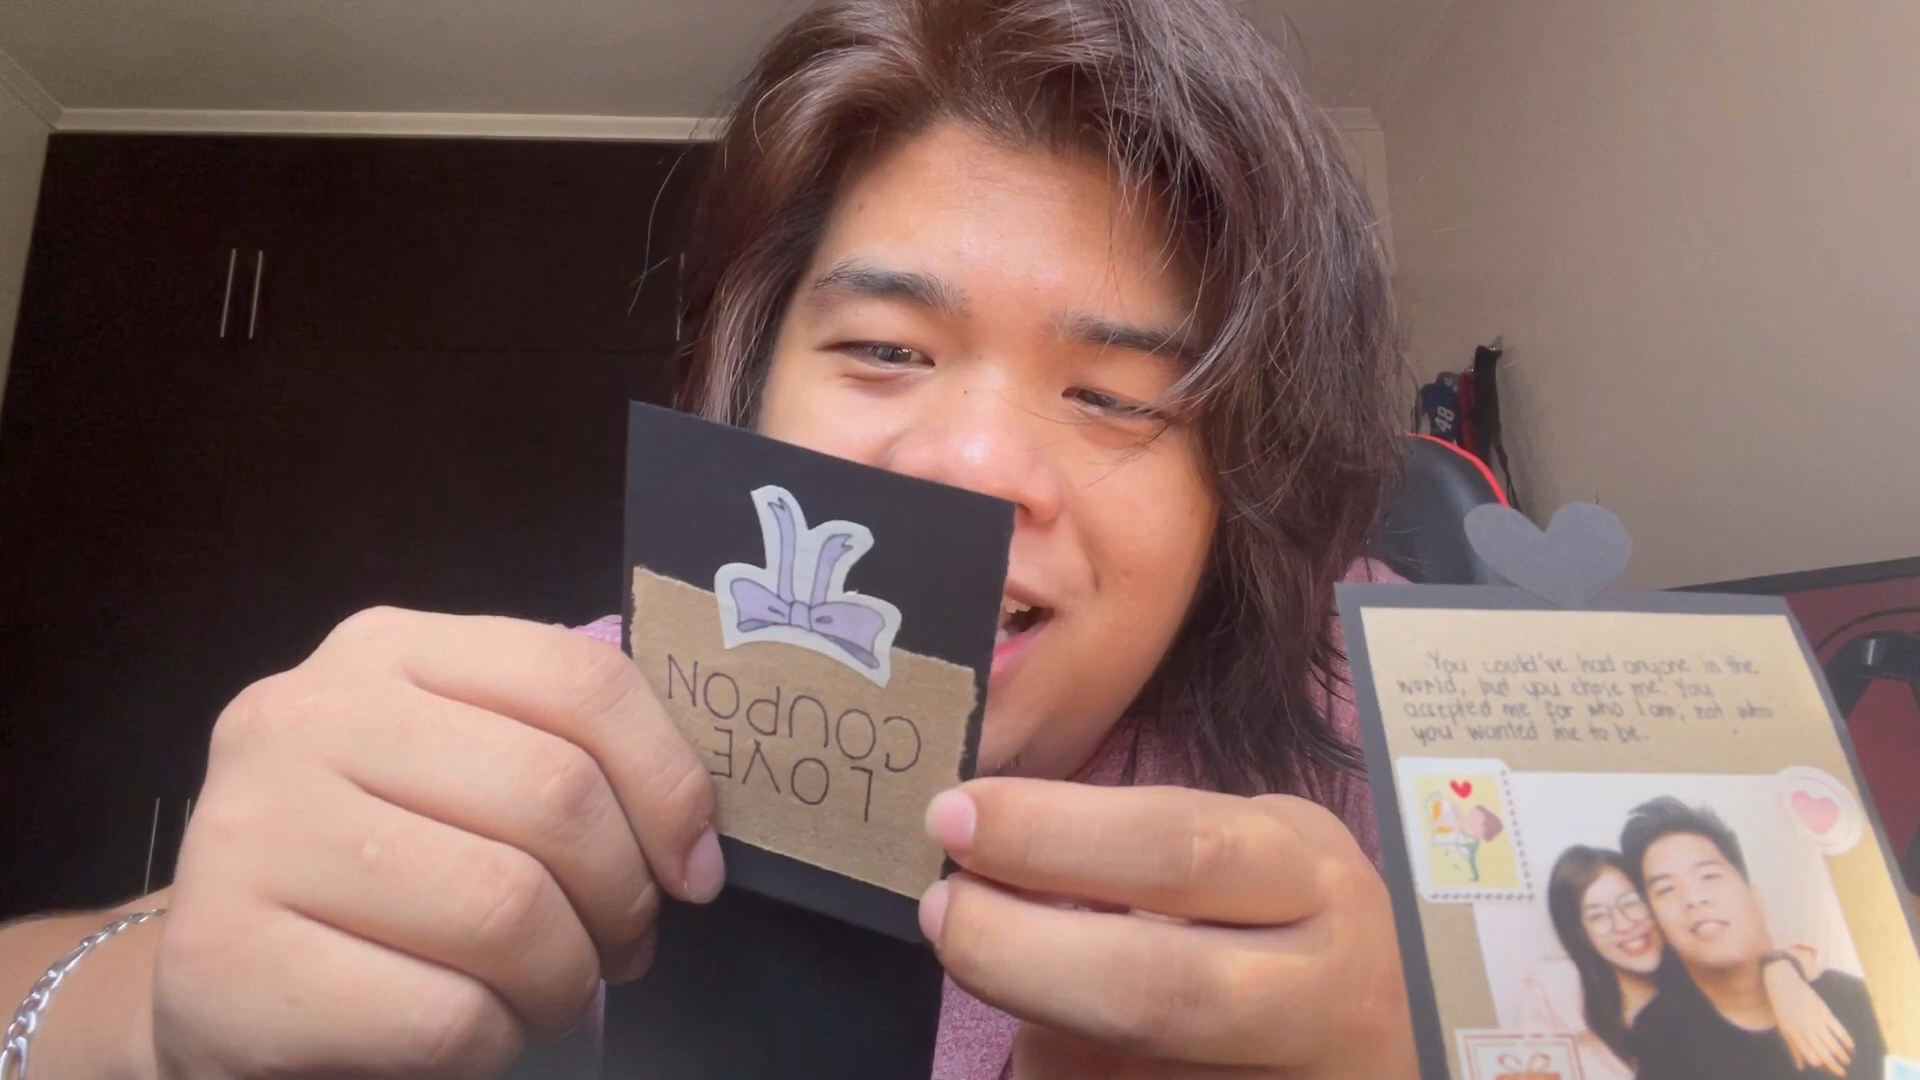 LOVE
COUPON
You could've had anyone in the
world, but you chose me. You
accepted me for who I am, not who
you wanted me to be.
48